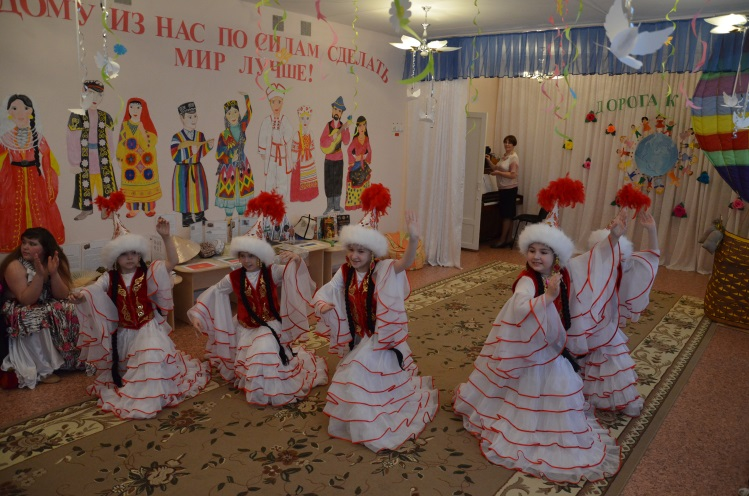 ДОМУ ИЗ НАС ПО СИЛАМ СДЕЛАТЬ
МИР ЛУЧШЕ!
ДОРОГА К